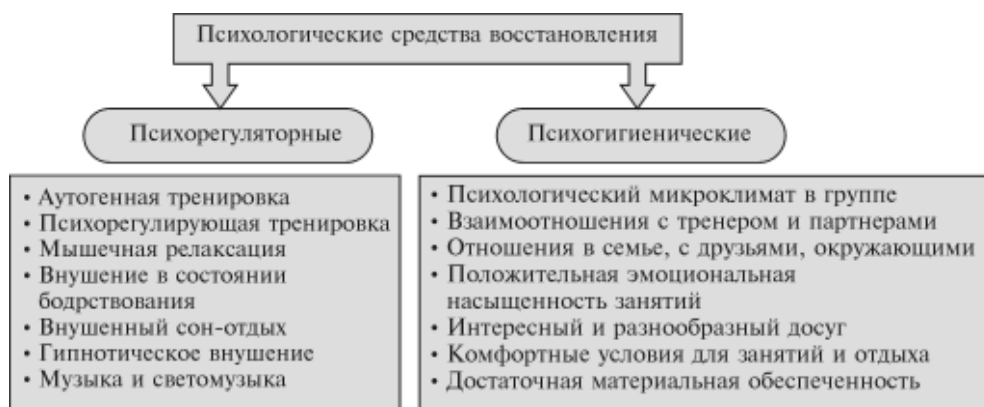 Психологические средства восстановления
Психорегуляторные
Психогигиенические
• Аутогенная тренировка
• Психорегулирующая тренировка
• Мышечная релаксация
• Внушение в состоянии
бодрствования
• Внушенный сон-отдых
• Гипнотическое внушение
• Музыка и светомузыка
• Психологический микроклимат в группе
• Взаимоотношения с тренером и партнерами
• Отношения в семье, с друзьями, окружающими
• Положительная эмоциональная
насыщенность занятий
• Интересный и разнообразный досуг
• Комфортные условия для занятий и отдыха
• Достаточная материальная обеспеченность